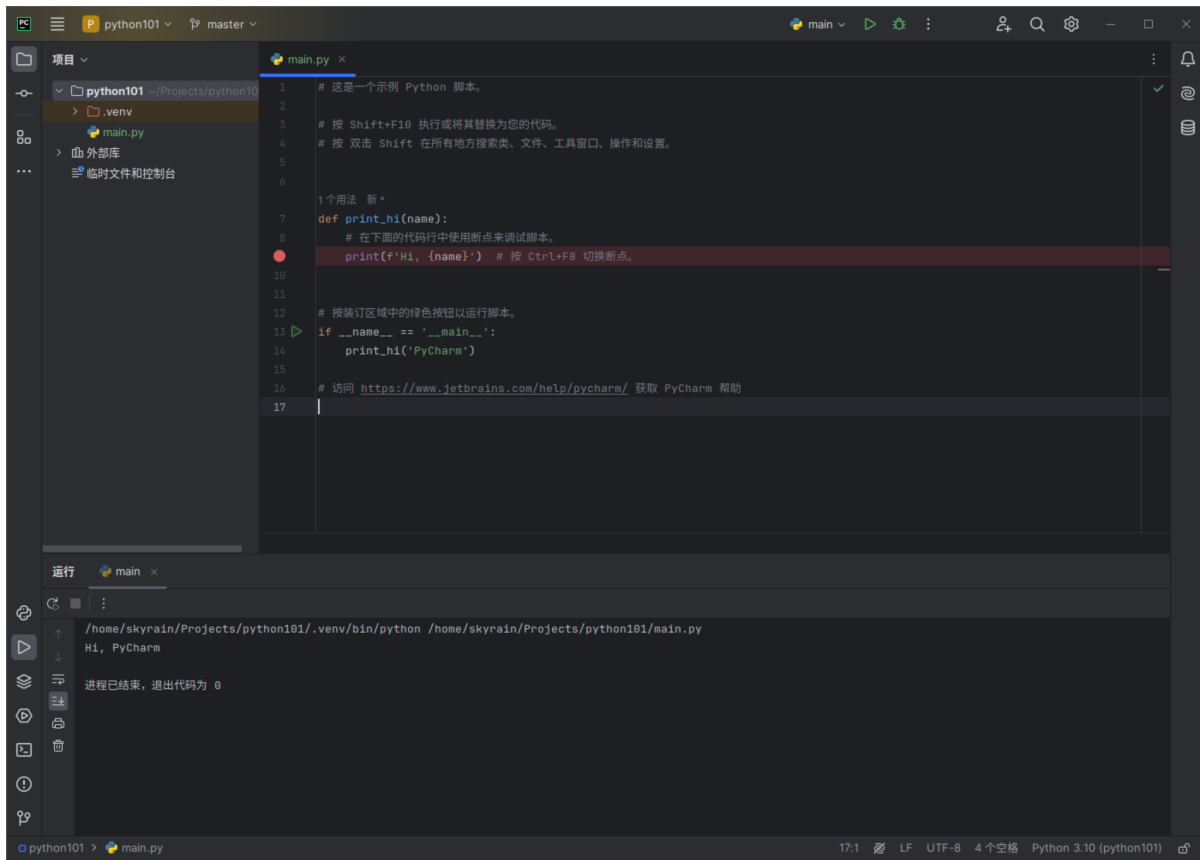 PC
P python101 master main
项目
main.py
python101 ~/Projects/python10
.venv
main.py
外部库
临时文件和控制台
1 # 这是一个示例 Python 脚本。
2
3 # 按 Shift+F10 执行或将其替换为您的代码。
4 # 按 双击 Shift 在所有地方搜索类、文件、工具窗口、操作和设置。
5
6
1个用法 新 *
7 def print_hi(name):
8 # 在下面的代码行中使用断点来调试脚本。
print(f'Hi, {name}') # 按 Ctrl+F8 切换断点。
10
11
12 # 按装订区域中的绿色按钮以运行脚本。
13 if __name__ == '__main__':
14 print_hi('PyCharm')
15
16 # 访问 https://www.jetbrains.com/help/pycharm/ 获取 PyCharm 帮助
17
运行 main
/home/skyrain/Projects/python101/.venv/bin/python /home/skyrain/Projects/python101/main.py
Hi, PyCharm
进程已结束，退出代码为 0
python101 > main.py 17:1 LF UTF-8 4 个空格 Python 3.10 (python101)